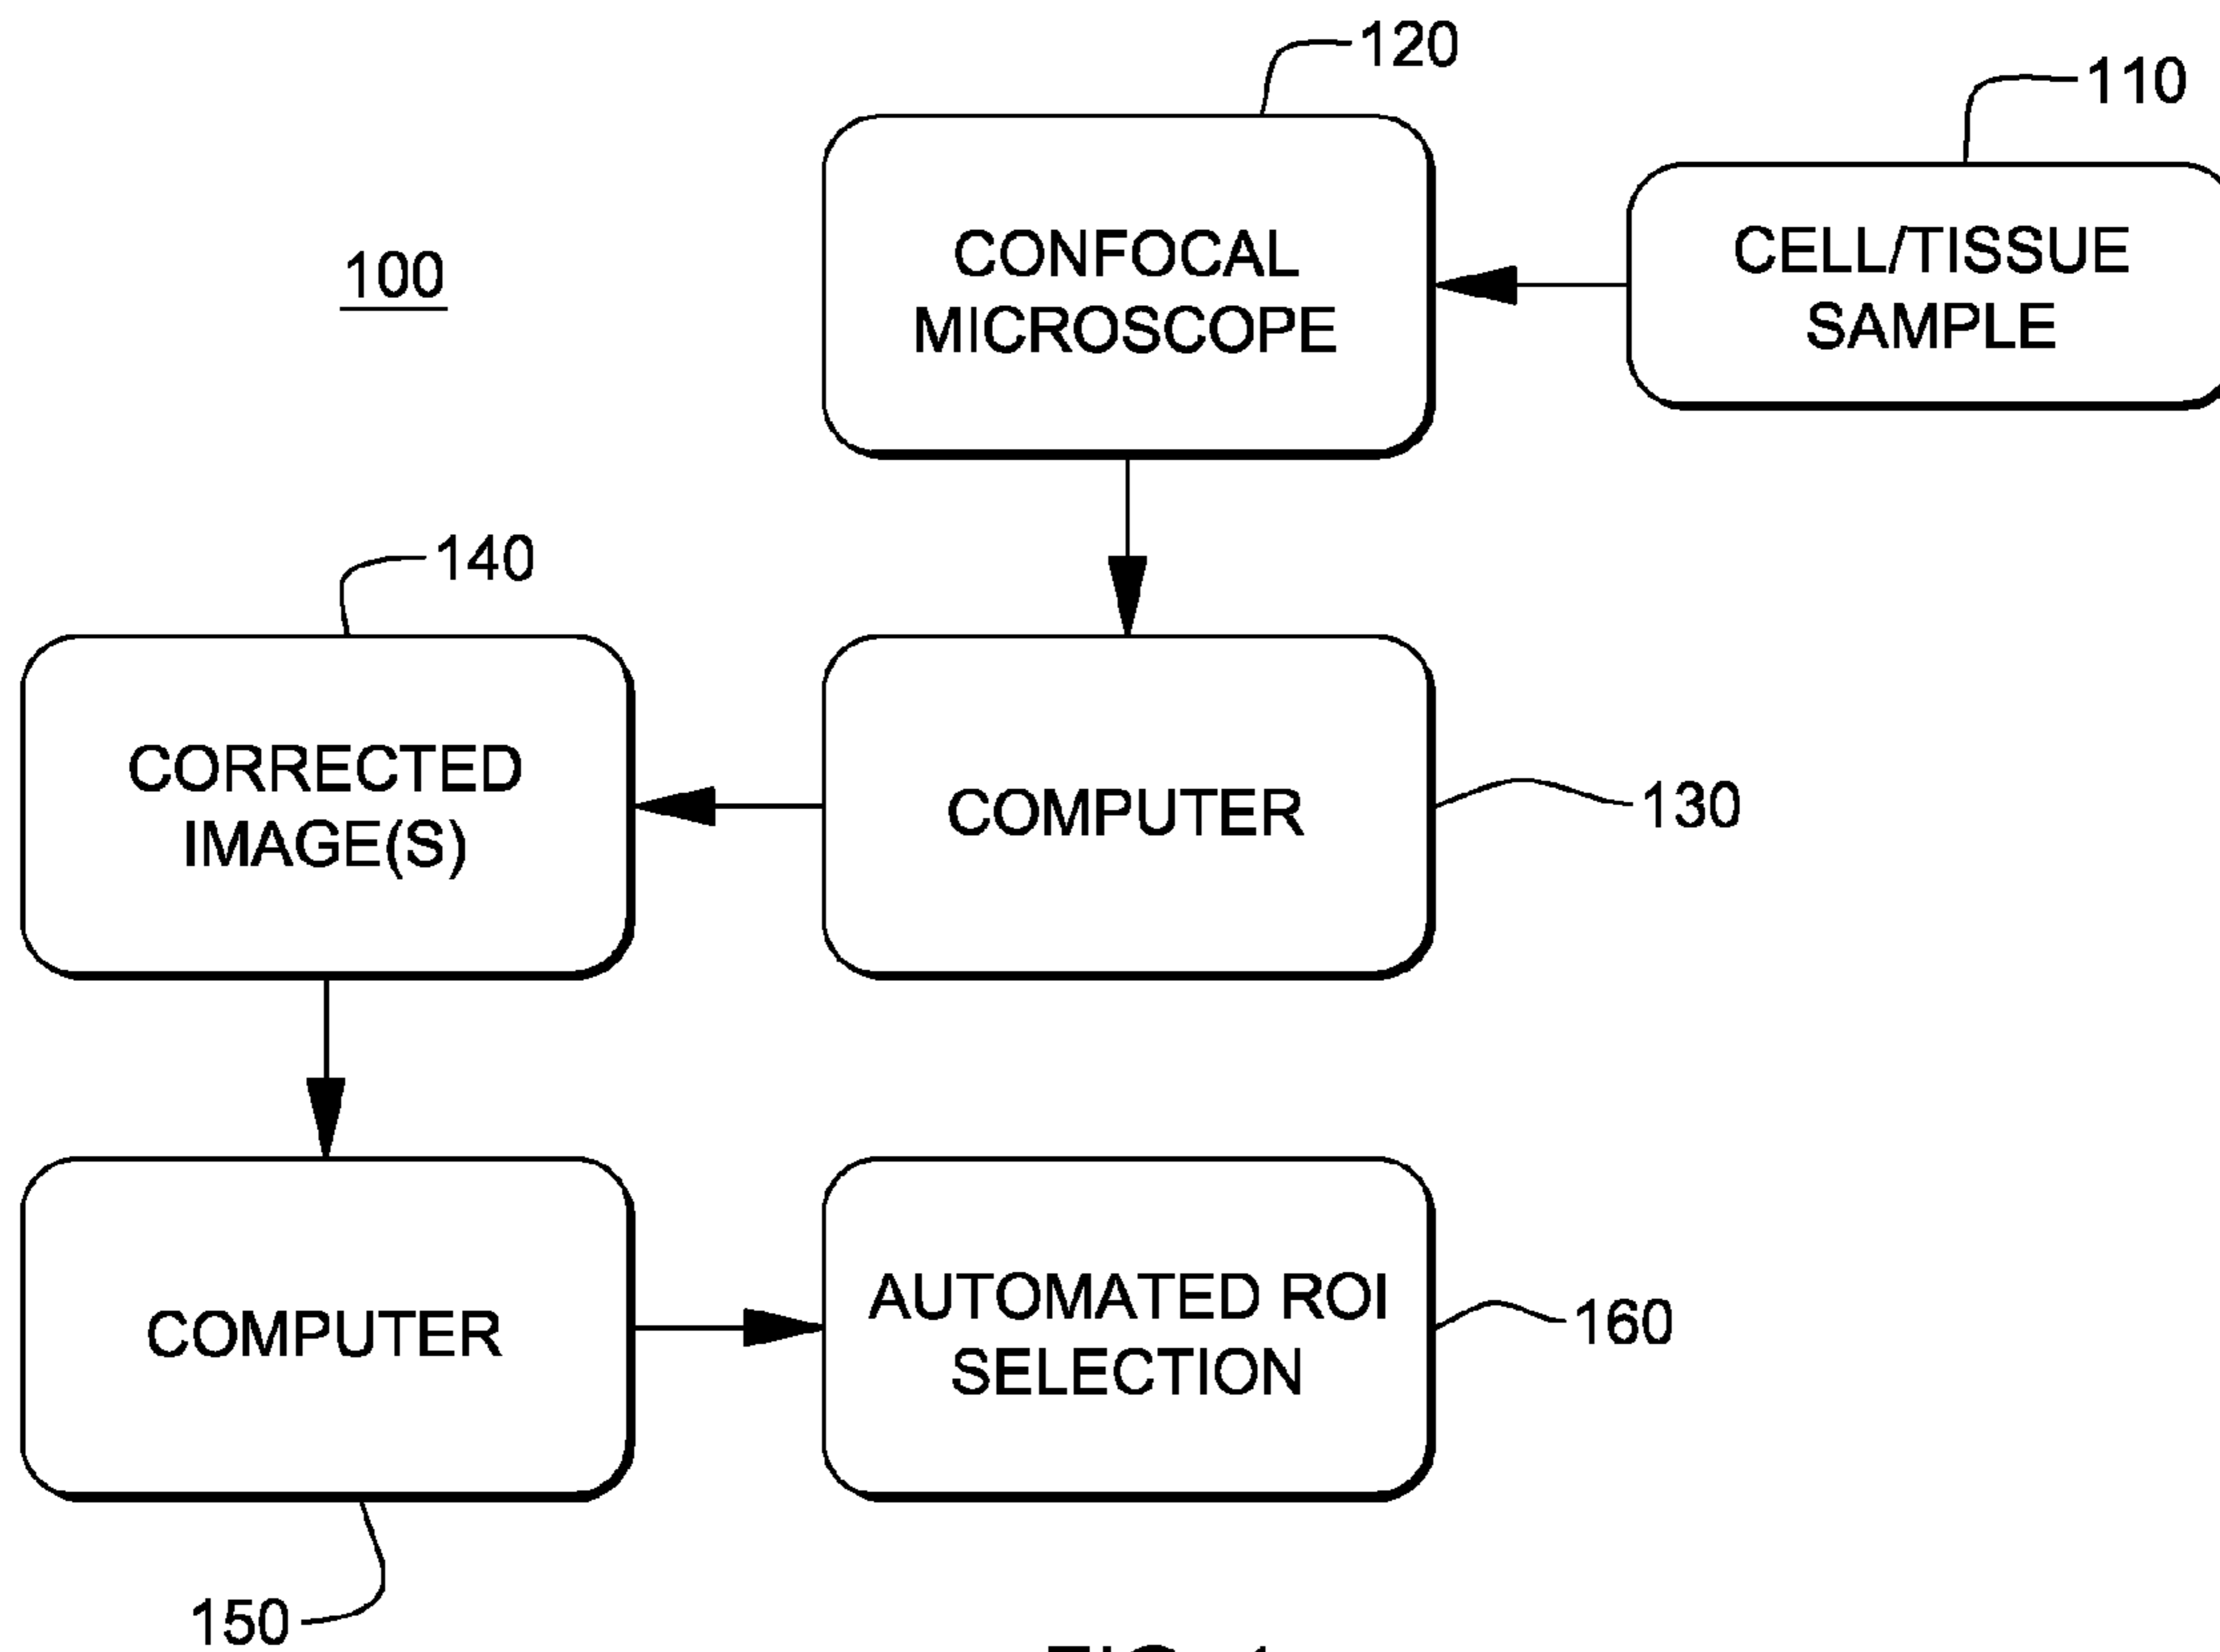 120
110
CONFOCAL
MICROSCOPE
CELL/TISSUE
SAMPLE
100
140
CORRECTED
IMAGE(S)
COMPUTER
130
COMPUTER
AUTOMATED ROI
SELECTION
160
150